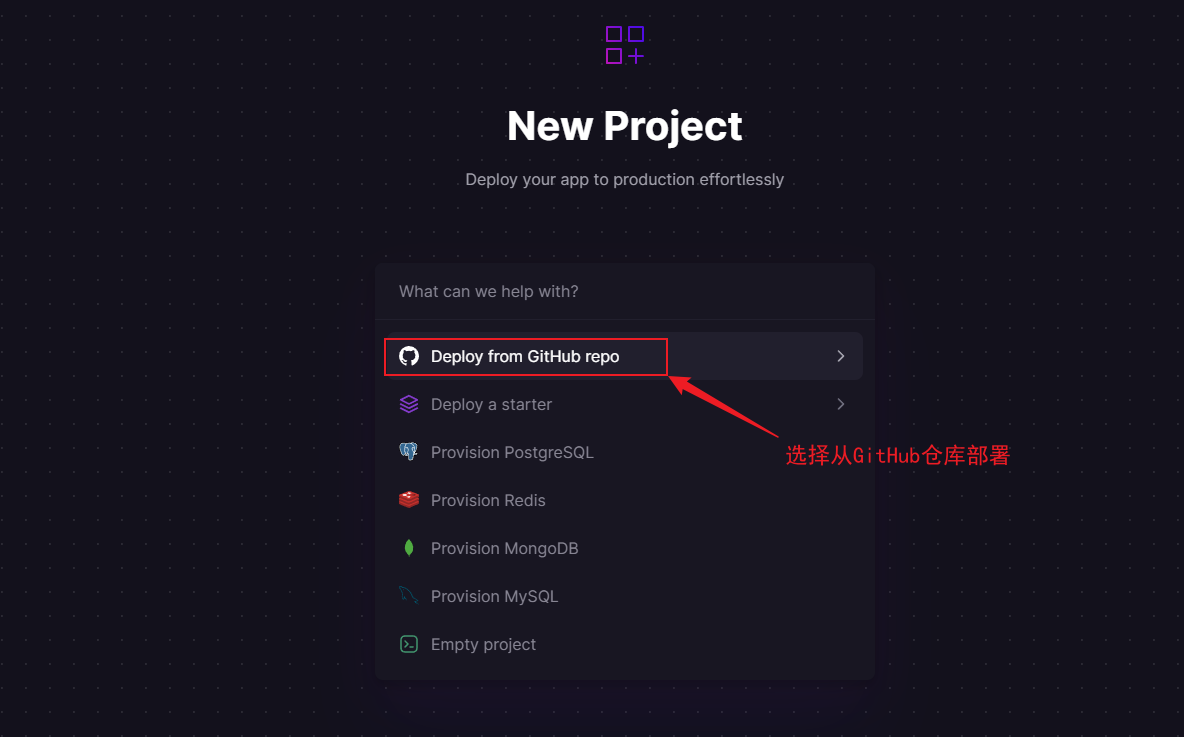 New Project
Deploy your app to production effortlessly
What can we help with?
Deploy from GitHub repo
Deploy a starter
选择从GitHub仓库部署
Provision PostgreSQL
Provision Redis
Provision MongoDB
Provision MySQL
Empty project